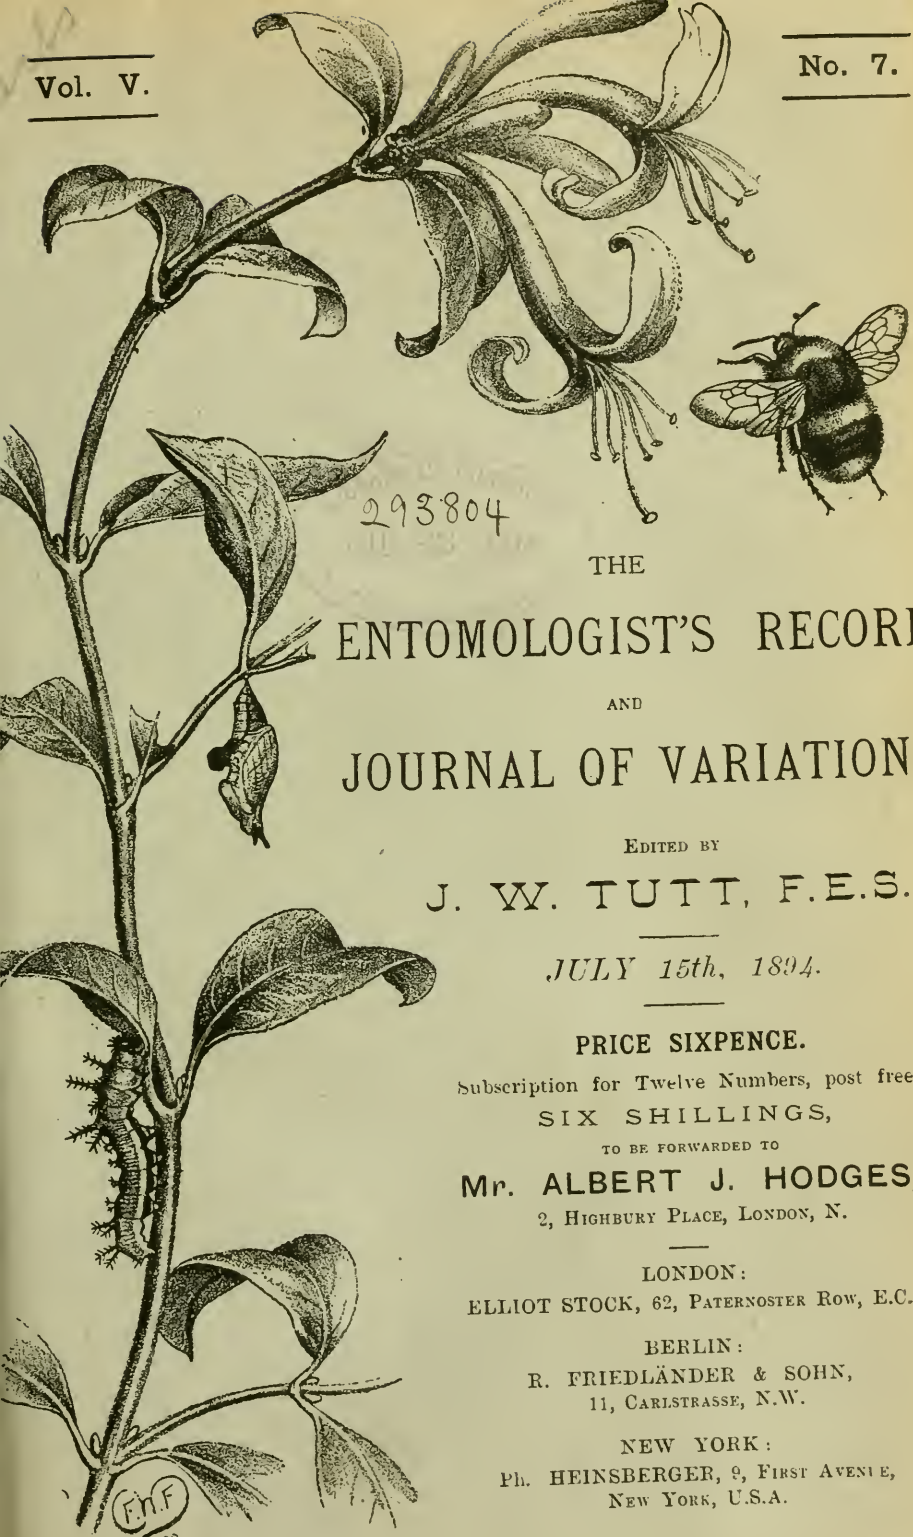 Vol. V.
No. 7.
293804
THE
ENTOMOLOGIST'S RECORD
AND
JOURNAL OF VARIATION
EDITED BY
J. W. TUTT, F.E.S.
JULY 15th, 1894.
PRICE SIXPENCE.
Subscription for Twelve Numbers, post free
SIX SHILLINGS,
TO BE FORWARDED TO
Mr. ALBERT J. HODGES
2, HIGHBURY PLACE, LONDON, N.
LONDON:
ELLIOT STOCK, 62, PATERNOSTER ROW, E.C.
BERLIN:
R. FRIEDLÄNDER & SOHN,
11, CARLSTRASSE, N.W.
NEW YORK:
Ph. HEINSBERGER, 9, FIRST AVENUE,
NEW YORK, U.S.A.
F.N.F